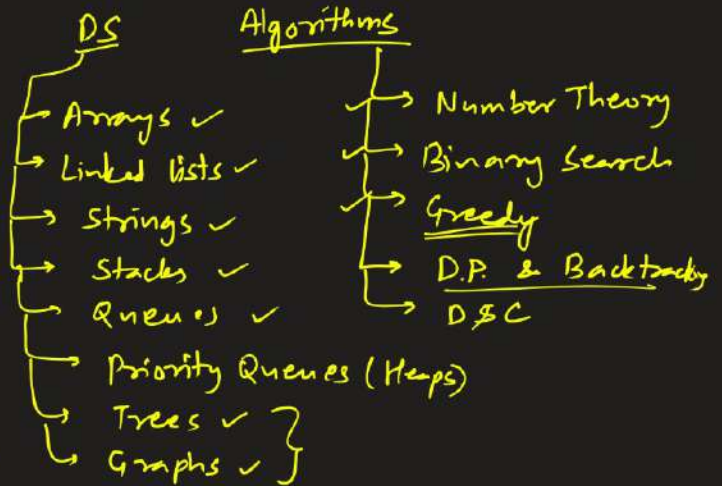 DS
Arrays ✓
Linked lists ✓
Strings ✓
Stacks ✓
Queues ✓
Priority Queues (Heaps)
Trees ✓
Graphs ✓
Algorithms
✓ Number Theory
✓ Binary Search
✓ Greedy
D.P. & Backtracking
D&C